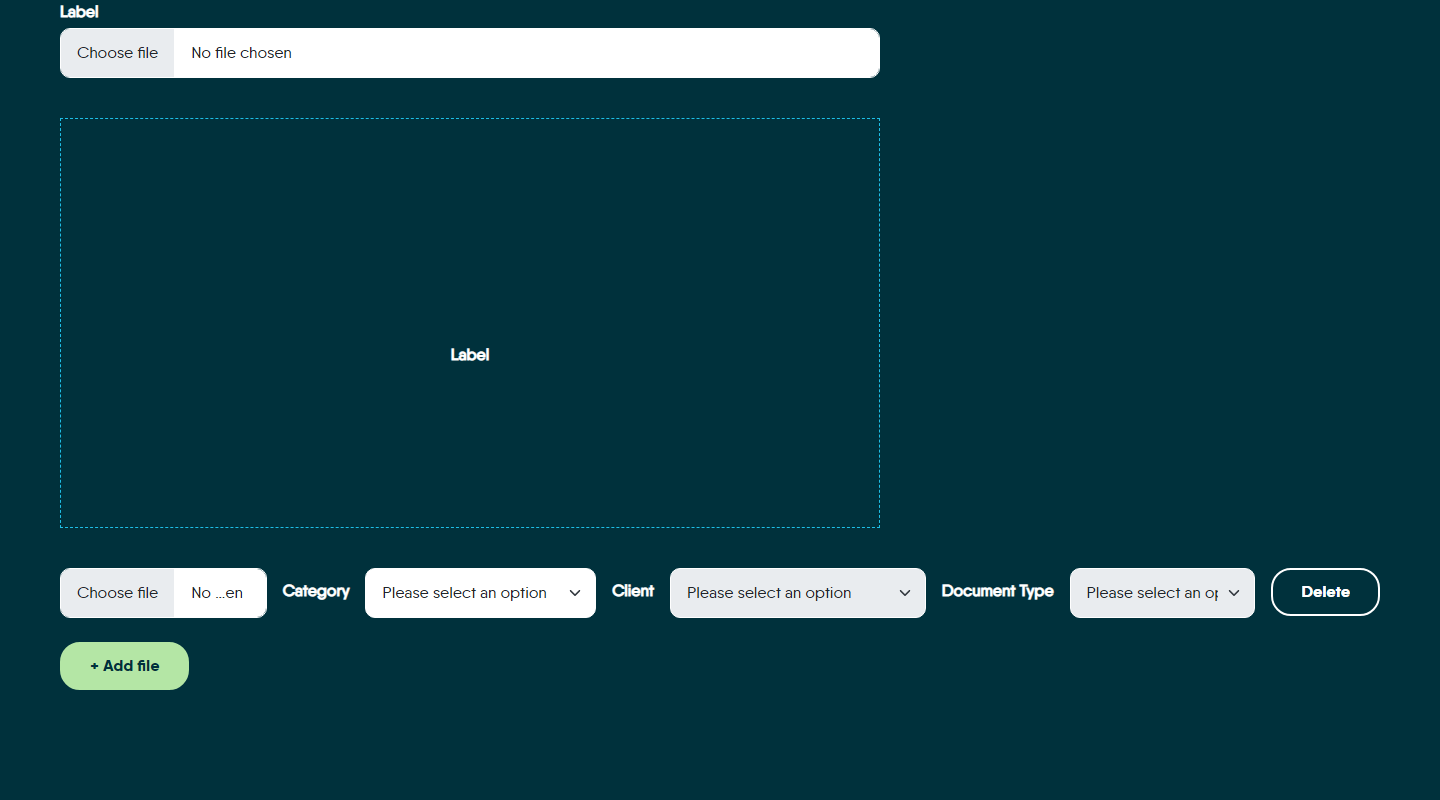 Label
Choose file No file chosen
Label
Choose file No ...en Category Please select an option Client Please select an option Document Type Please select an op Delete
+ Add file